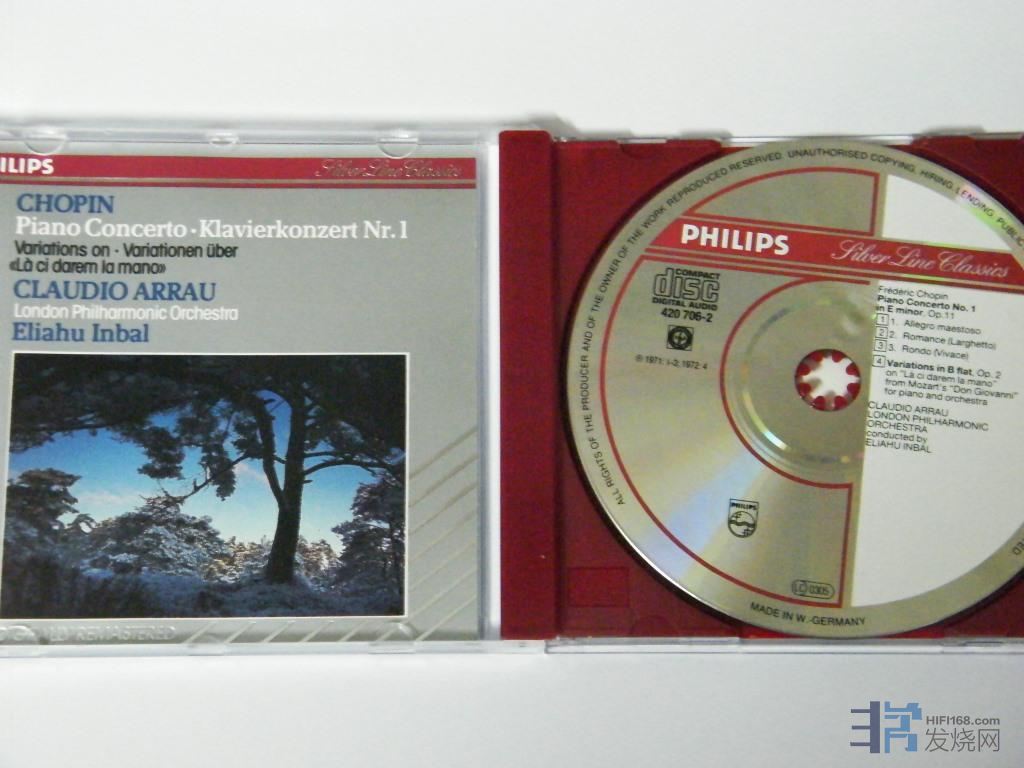 ILIPS
Silver Line Classics
CHOPIN
Piano Concerto · Klavierkonzert Nr. 1
Variations on · Variationen über
«Là ci darem la mano»
CLAUDIO ARRAU
London Philharmonic Orchestra
Eliahu Inbal
REMASTERED
ALL RIGHTS OF THE PRODUCER AND OF THE OWNER OF THE WORK REPRODUCED RESERVED. UNAUTHORISED COPYING, HIRING, LENDING, PUBLIC
PHILIPS
Silver Line Classics
COMPACT
disc
DIGITAL AUDIO
420 706-2
℗ 1971: 1-3; 1972: 4
Frédéric Chopin
Piano Concerto No. 1
in E minor, Op. 11
1 1. Allegro maestoso
2 2. Romance (Larghetto)
3 3. Rondo (Vivace)
4 Variations in B flat, Op. 2
on "Là ci darem la mano"
from Mozart's "Don Giovanni"
for piano and orchestra
CLAUDIO ARRAU
LONDON PHILHARMONIC
ORCHESTRA
conducted by
ELIAHU INBAL
PHILIPS
LC 0305
MADE IN W.-GERMANY
HIFI168.com
发烧网